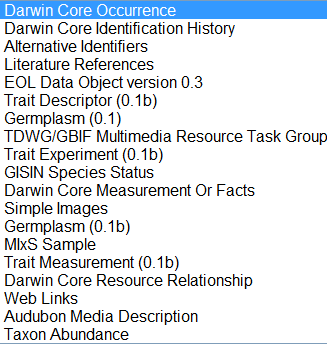 Darwin Core Occurrence
Darwin Core Identification History
Alternative Identifiers
Literature References
EOL Data Object version 0.3
Trait Descriptor (0.1b)
Germplasm (0.1)
TDWG/GBIF Multimedia Resource Task Group
Trait Experiment (0.1b)
GISIN Species Status
Darwin Core Measurement Or Facts
Simple Images
Germplasm (0.1b)
MIxS Sample
Trait Measurement (0.1b)
Darwin Core Resource Relationship
Web Links
Audubon Media Description
Taxon Abundance